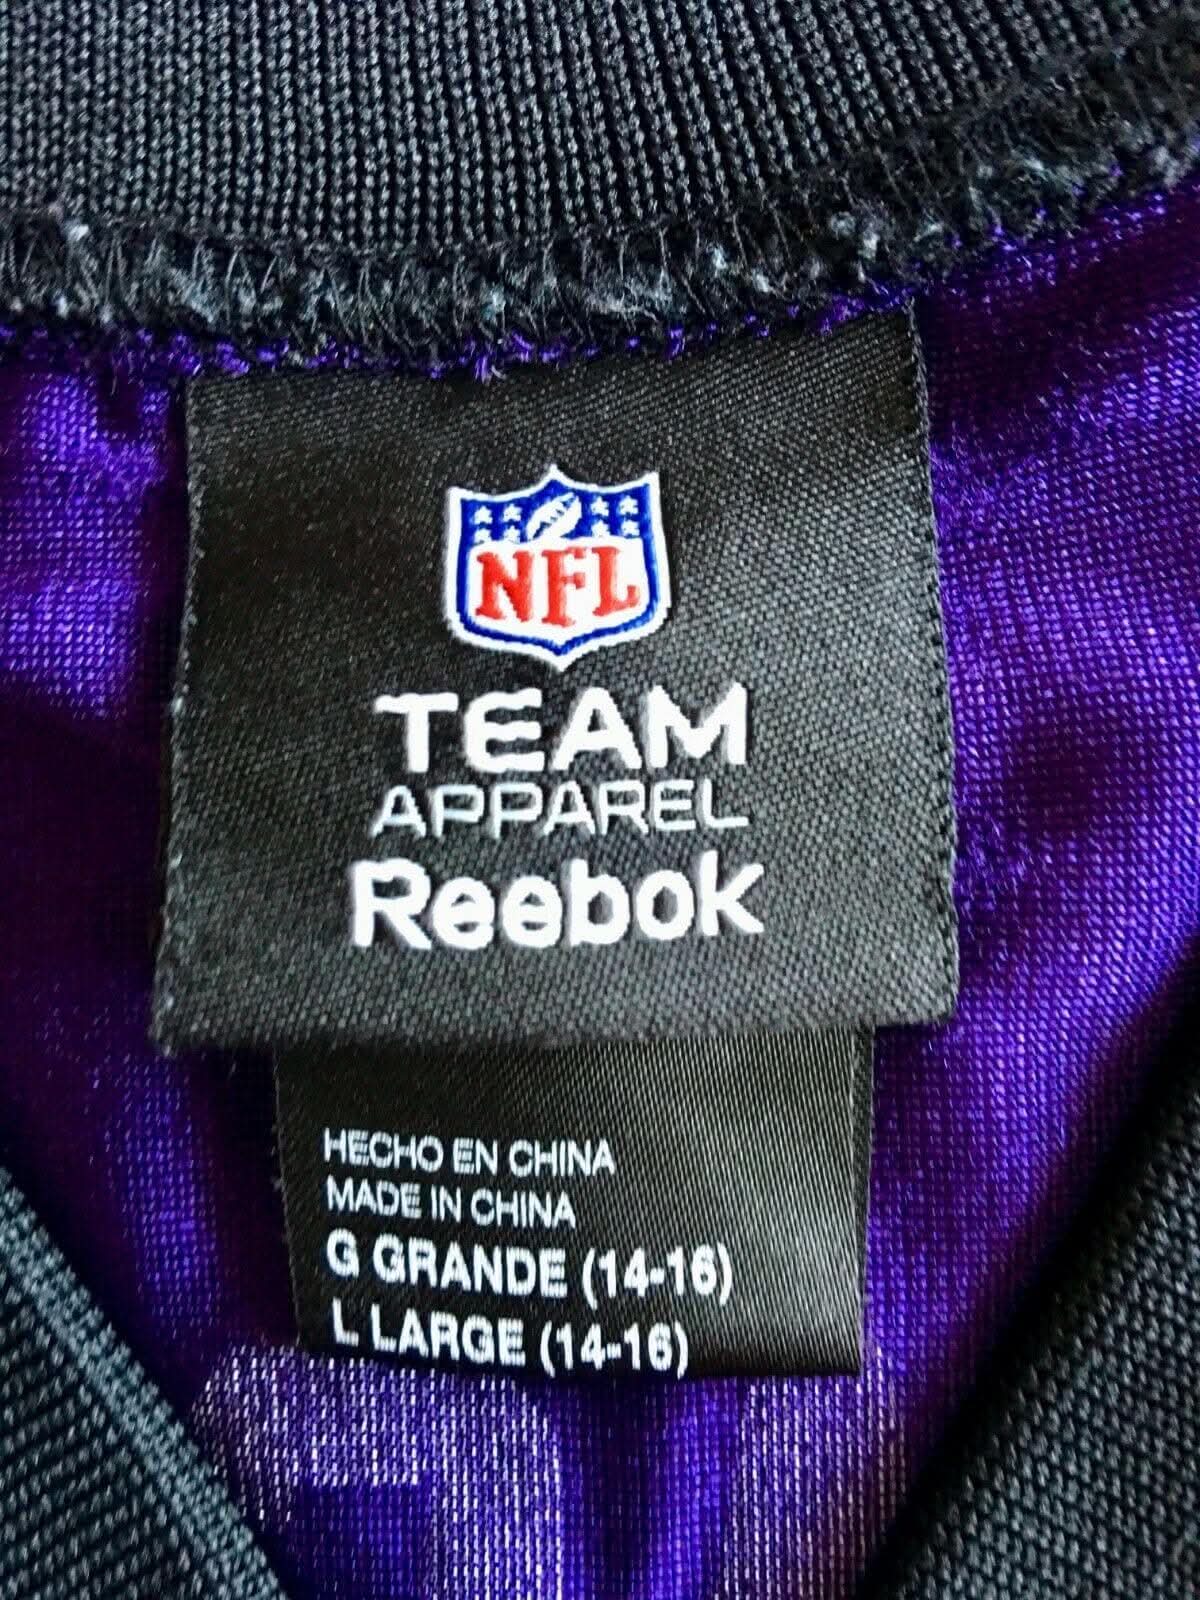 NFL
TEAM
APPAREL
Reebok
HECHO EN CHINA
MADE IN CHINA
G GRANDE (14-16)
L LARGE (14-16)